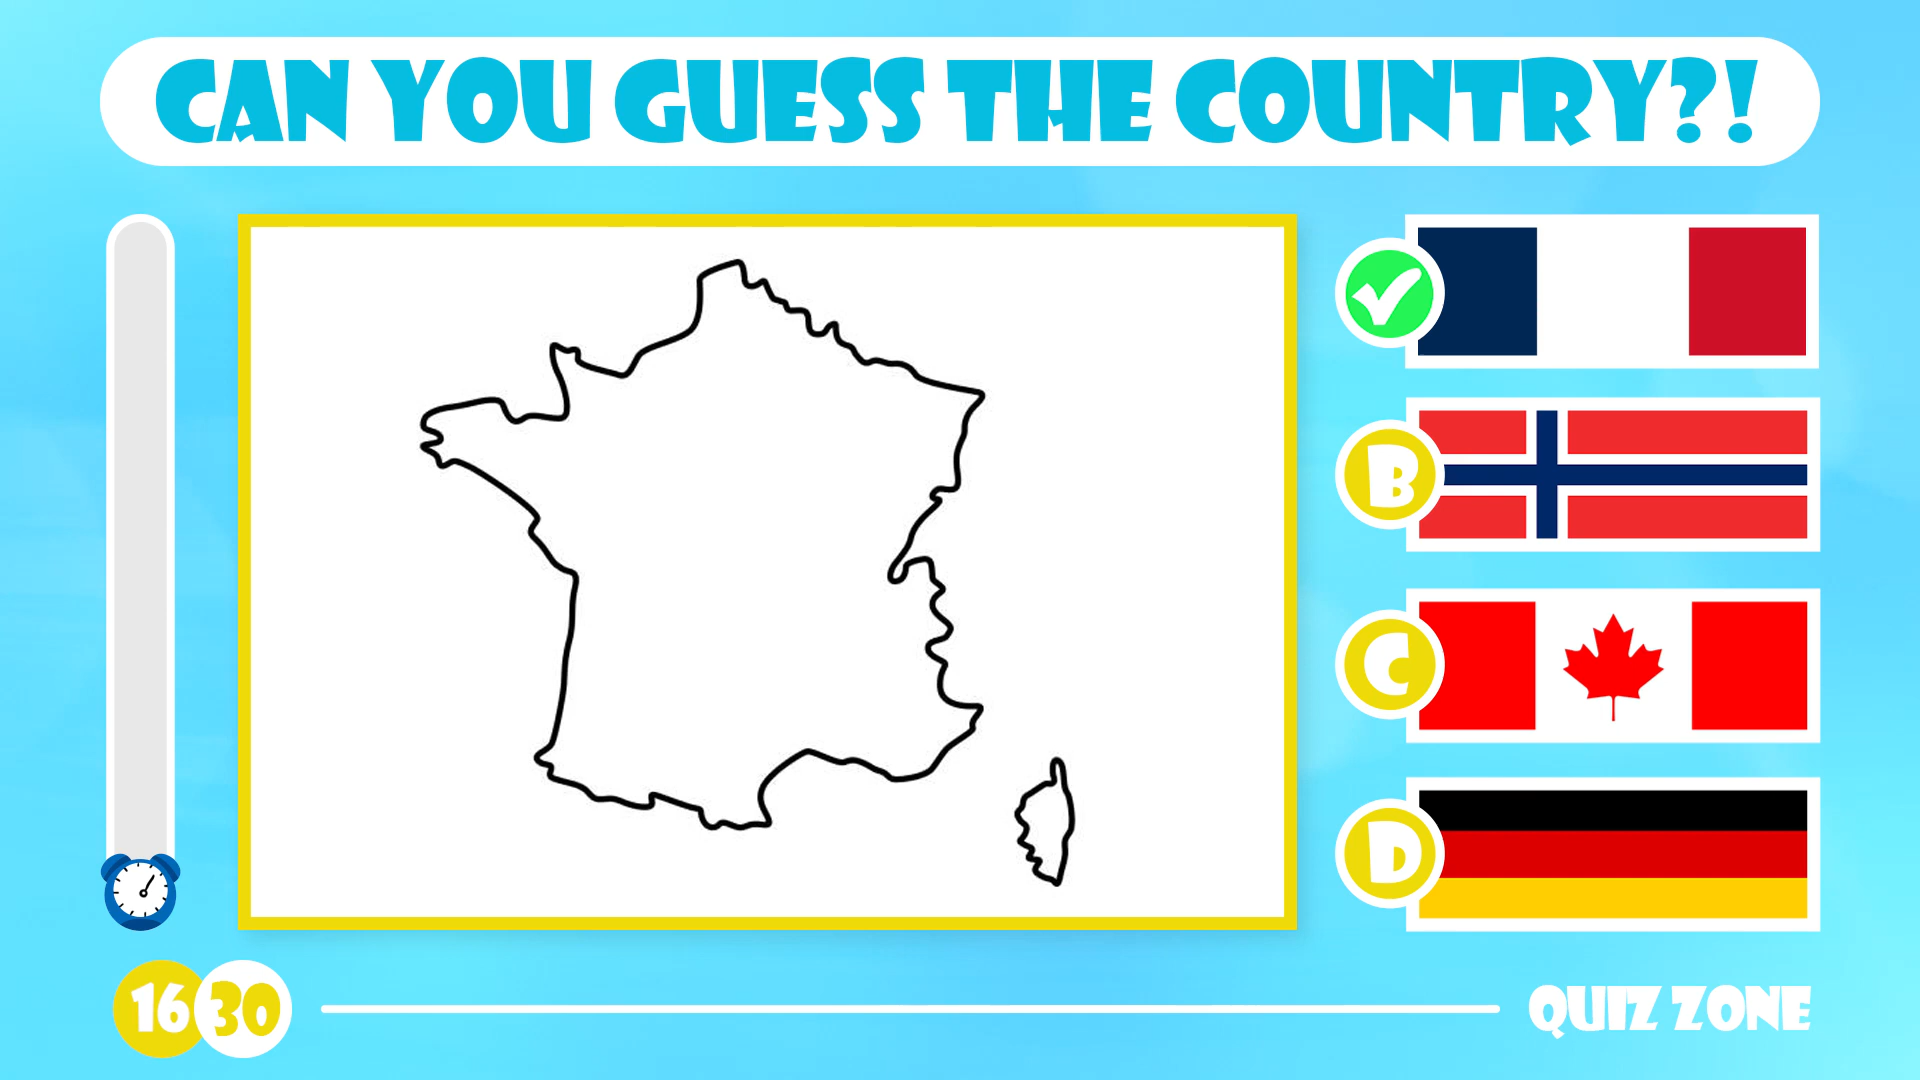 CAN YOU GUESS THE COUNTRY?!
B
C
D
16 30
QUIZ ZONE